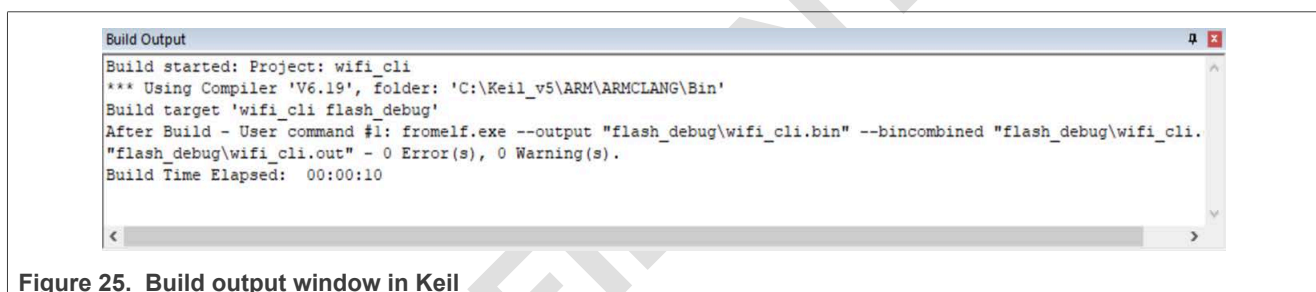 Build Output
Build started: Project: wifi_cli
*** Using Compiler 'V6.19', folder: 'C:\Keil_v5\ARM\ARMCLANG\Bin'
Build target 'wifi_cli flash_debug'
After Build - User command #1: fromelf.exe --output "flash_debug\wifi_cli.bin" --bincombined "flash_debug\wifi_cli.
"flash_debug\wifi_cli.out" - 0 Error(s), 0 Warning(s).
Build Time Elapsed:  00:00:10
Figure 25. Build output window in Keil